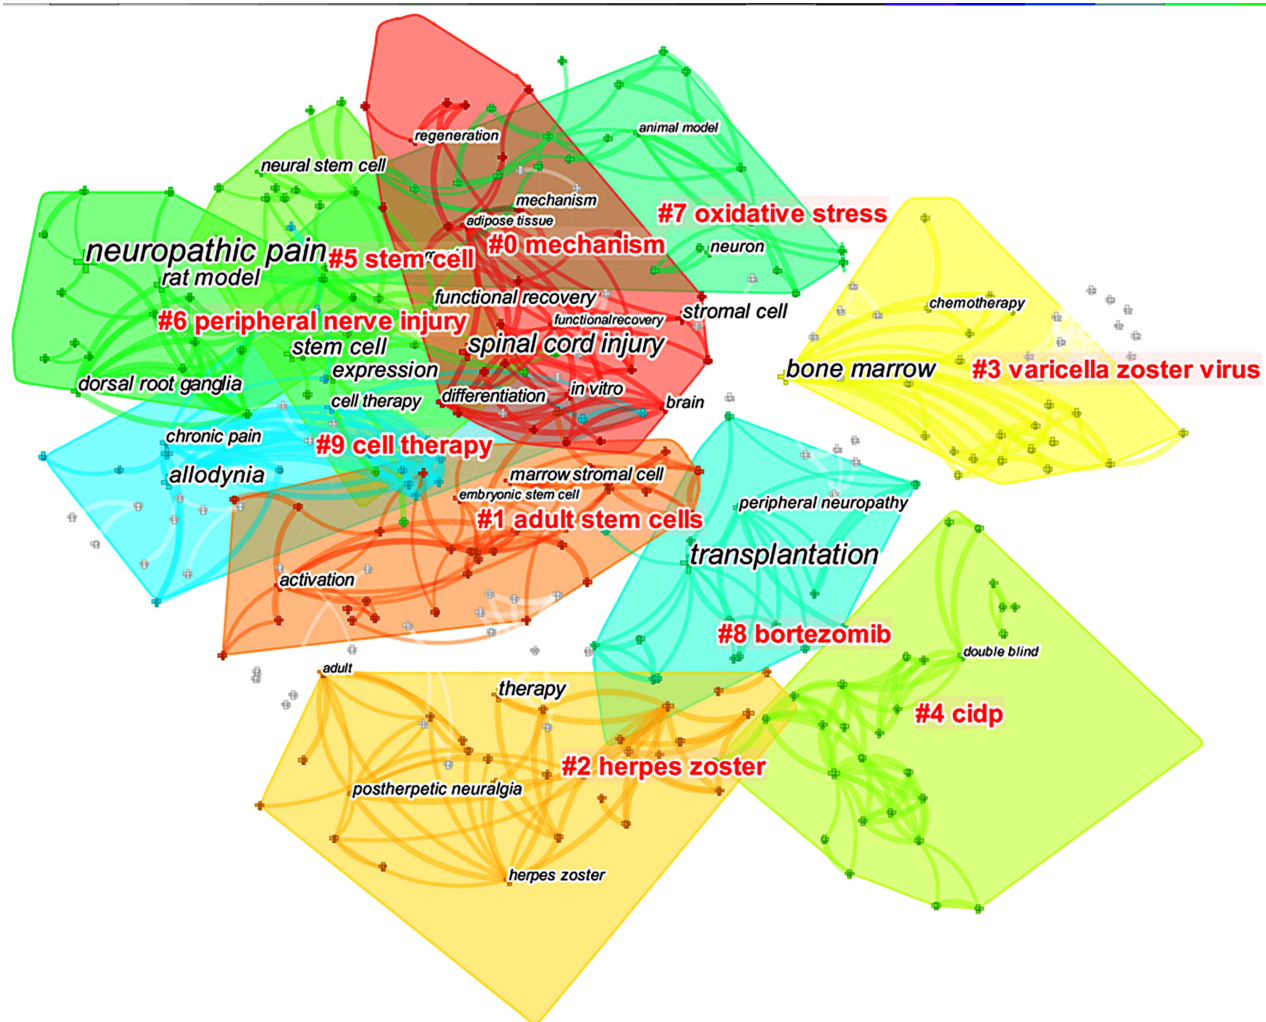 regeneration
animal model
neural stem cell
mechanism
adipose tissue
#7 oxidative stress
#0 mechanism
neuron
neuropathic pain
#5 stem cell
rat model
functional recovery
chemotherapy
stromal cell
#6 peripheral nerve injury
functionalrecovery
spinal cord injury
stem cell
expression
bone marrow
#3 varicella zoster virus
dorsal root ganglia
in vitro
differentiation
cell therapy
brain
chronic pain
#9 cell therapy
allodynia
marrow stromal cell
embryonic stem cell
peripheral neuropathy
#1 adult stem cells
transplantation
activation
#8 bortezomib
double blind
adult
therapy
#4 cidp
#2 herpes zoster
postherpetic neuralgia
herpes zoster